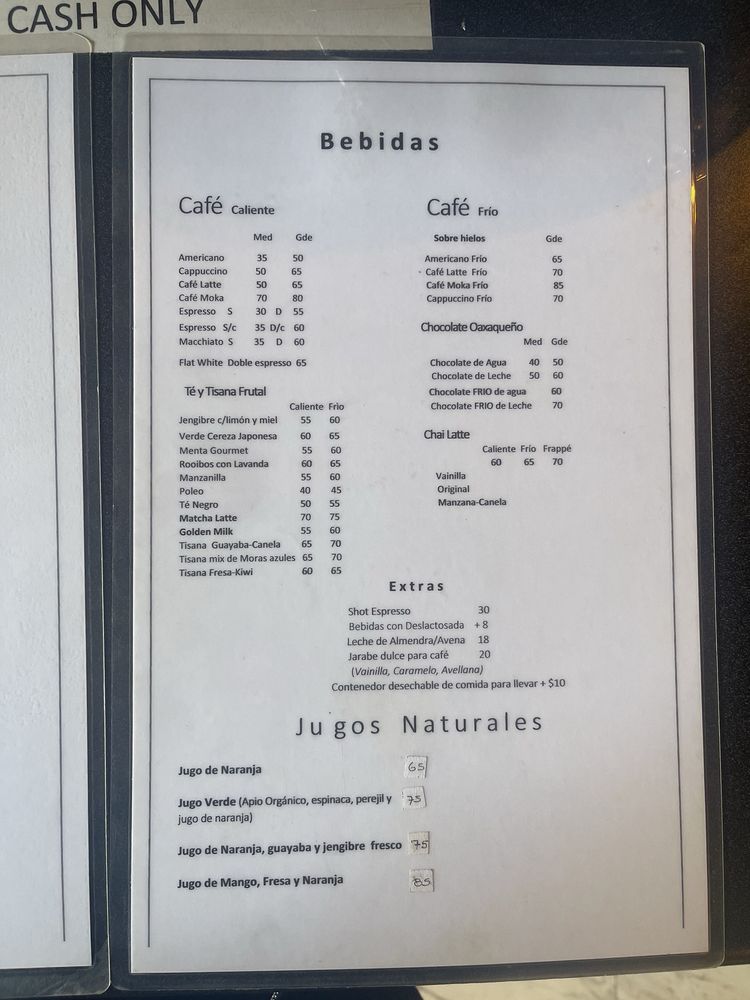 CASH ONLY
Bebidas
Café Caliente
Med Gde
Americano 35 50
Cappuccino 50 65
Café Latte 50 65
Café Moka 70 80
Espresso S 30 D 55
Espresso S/c 35 D/c 60
Macchiato S 35 D 60
Flat White Doble espresso 65
Té y Tisana Frutal
Caliente Frìo
Jengibre c/limón y miel 55 60
Verde Cereza Japonesa 60 65
Menta Gourmet 55 60
Rooibos con Lavanda 60 65
Manzanilla 55 60
Poleo 40 45
Té Negro 50 55
Matcha Latte 70 75
Golden Milk 55 60
Tisana Guayaba-Canela 65 70
Tisana mix de Moras azules 65 70
Tisana Fresa-Kiwi 60 65
Café Frío
Sobre hielos Gde
Americano Frío 65
Café Latte Frío 70
Café Moka Frío 85
Cappuccino Frío 70
Chocolate Oaxaqueño
Med Gde
Chocolate de Agua 40 50
Chocolate de Leche 50 60
Chocolate FRIO de agua 60
Chocolate FRIO de Leche 70
Chai Latte
Caliente Frío Frappé
60 65 70
Vainilla
Original
Manzana-Canela
Extras
Shot Espresso 30
Bebidas con Deslactosada + 8
Leche de Almendra/Avena 18
Jarabe dulce para café 20
(Vainilla, Caramelo, Avellana)
Contenedor desechable de comida para llevar + $10
Jugos Naturales
Jugo de Naranja 65
Jugo Verde (Apio Orgánico, espinaca, perejil y 75
jugo de naranja)
Jugo de Naranja, guayaba y jengibre fresco 75
Jugo de Mango, Fresa y Naranja 85